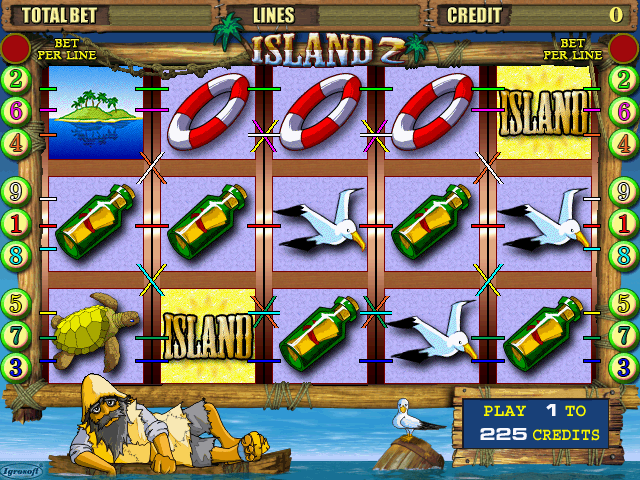 TOTAL BET LINES CREDIT 0
BET
PER LINE
ISLAND 2
BET
PER LINE
2 2
6 ISLAND 6
4 4
9 9
1 1
8 8
5 5
7 ISLAND 7
3 3
PLAY 1 TO
225 CREDITS
Igrosoft